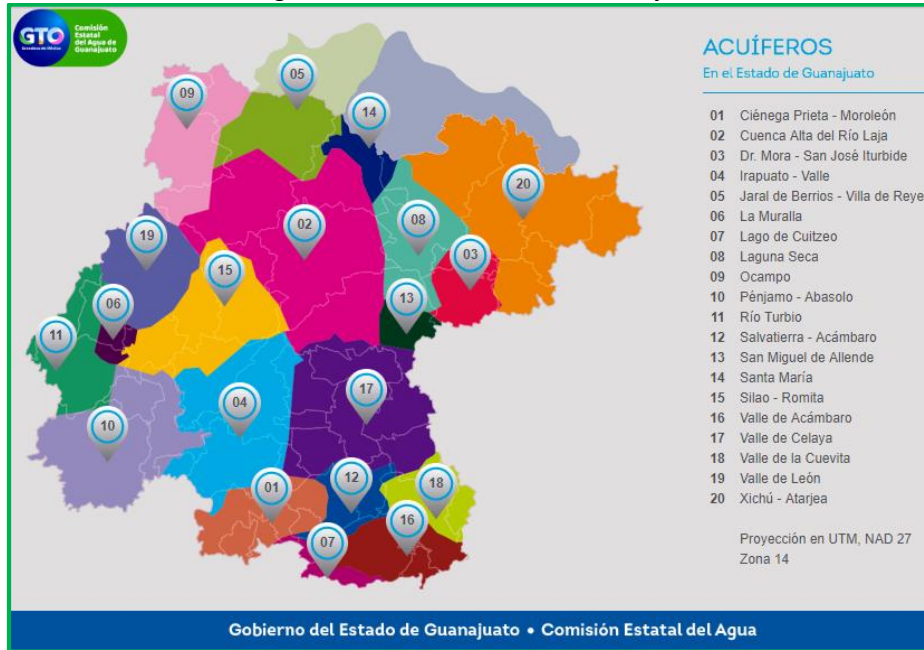 GTO
Grandeza de México
Comisión
Estatal
del Agua de
Guanajuato
ACUÍFEROS
En el Estado de Guanajuato
01 Ciénega Prieta - Moroleón
02 Cuenca Alta del Río Laja
03 Dr. Mora - San José Iturbide
04 Irapuato - Valle
05 Jaral de Berrios - Villa de Reye
06 La Muralla
07 Lago de Cuitzeo
08 Laguna Seca
09 Ocampo
10 Pénjamo - Abasolo
11 Río Turbio
12 Salvatierra - Acámbaro
13 San Miguel de Allende
14 Santa María
15 Silao - Romita
16 Valle de Acámbaro
17 Valle de Celaya
18 Valle de la Cuevita
19 Valle de León
20 Xichú - Atarjea
Proyección en UTM, NAD 27
Zona 14
05
09
14
20
02
08
19
03
15
13
06
11
17
04
10
12
18
01
16
07
Gobierno del Estado de Guanajuato • Comisión Estatal del Agua